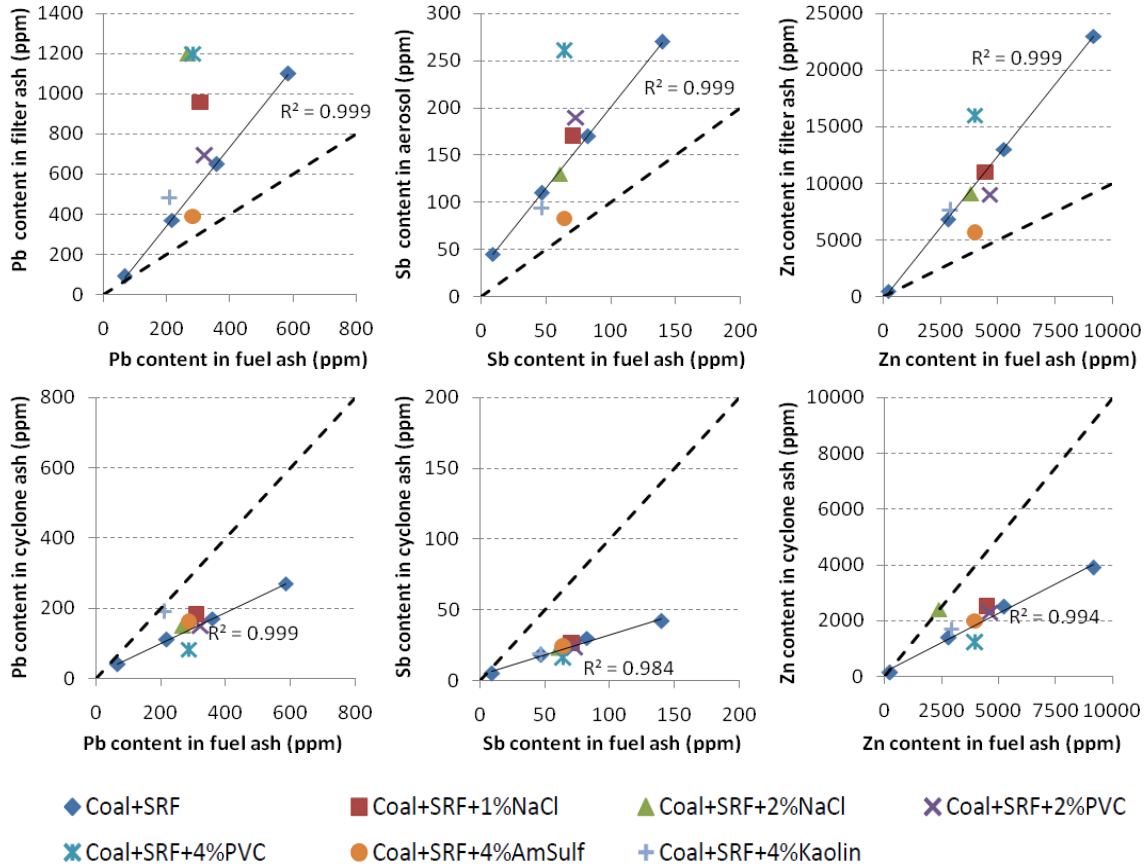 Pb content in filter ash (ppm)
1400
1200
1000
800
600
400
200
0
0 200 400 600 800
Pb content in fuel ash (ppm)
R² = 0.999
Sb content in aerosol (ppm)
300
250
200
150
100
50
0
0 50 100 150 200
Sb content in fuel ash (ppm)
R² = 0.999
Zn content in filter ash (ppm)
25000
20000
15000
10000
5000
0
0 2500 5000 7500 10000
Zn content in fuel ash (ppm)
R² = 0.999
Pb content in cyclone ash (ppm)
800
600
400
200
0
0 200 400 600 800
Pb content in fuel ash (ppm)
R² = 0.999
Sb content in cyclone ash (ppm)
200
150
100
50
0
0 50 100 150 200
Sb content in fuel ash (ppm)
R² = 0.984
Zn content in cyclone ash (ppm)
10000
8000
6000
4000
2000
0
0 2500 5000 7500 10000
Zn content in fuel ash (ppm)
R² = 0.994
Coal+SRF
Coal+SRF+1%NaCl
Coal+SRF+2%NaCl
Coal+SRF+2%PVC
Coal+SRF+4%PVC
Coal+SRF+4%AmSulf
Coal+SRF+4%Kaolin